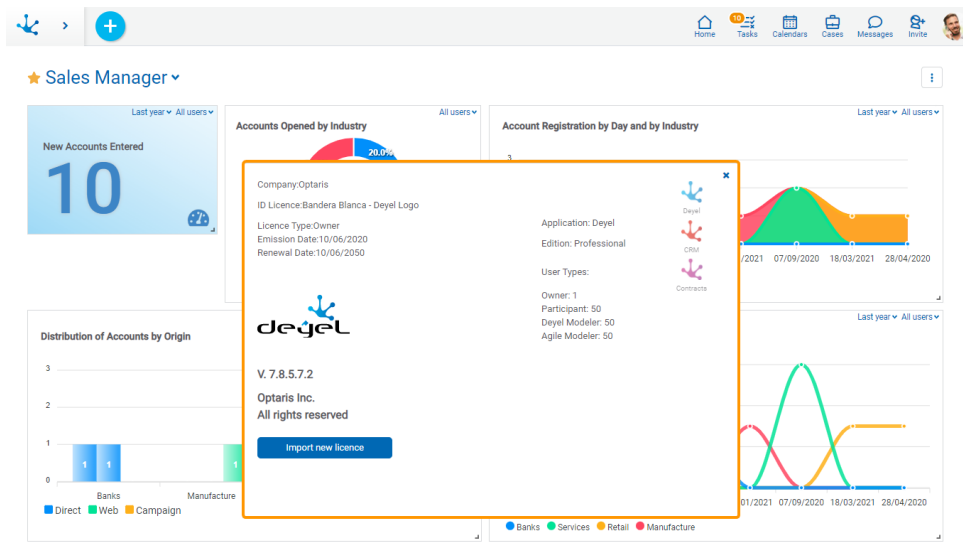 10
Home Tasks Calendars Cases Messages Invite
Sales Manager
Last year All users
New Accounts Entered
10
All users
Accounts Opened by Industry
20.0%
Last year All users
Account Registration by Day and by Industry
3
/2021 07/09/2020 18/03/2021 28/04/2020
Company:Optaris
ID Licence:Bandera Blanca - Deyel Logo
Licence Type:Owner
Emission Date:10/06/2020
Renewal Date:10/06/2050
deyel
V. 7.8.5.7.2
Optaris Inc.
All rights reserved
Import new licence
Application: Deyel
Edition: Professional
User Types:
Owner: 1
Participant: 50
Deyel Modeler: 50
Agile Modeler: 50
Deyel
CRM
Contracts
Distribution of Accounts by Origin
3
2
1
0
1 1 1
Banks Manufacture
Direct Web Campaign
Last year All users
01/2021 07/09/2020 18/03/2021 28/04/2020
Banks Services Retail Manufacture